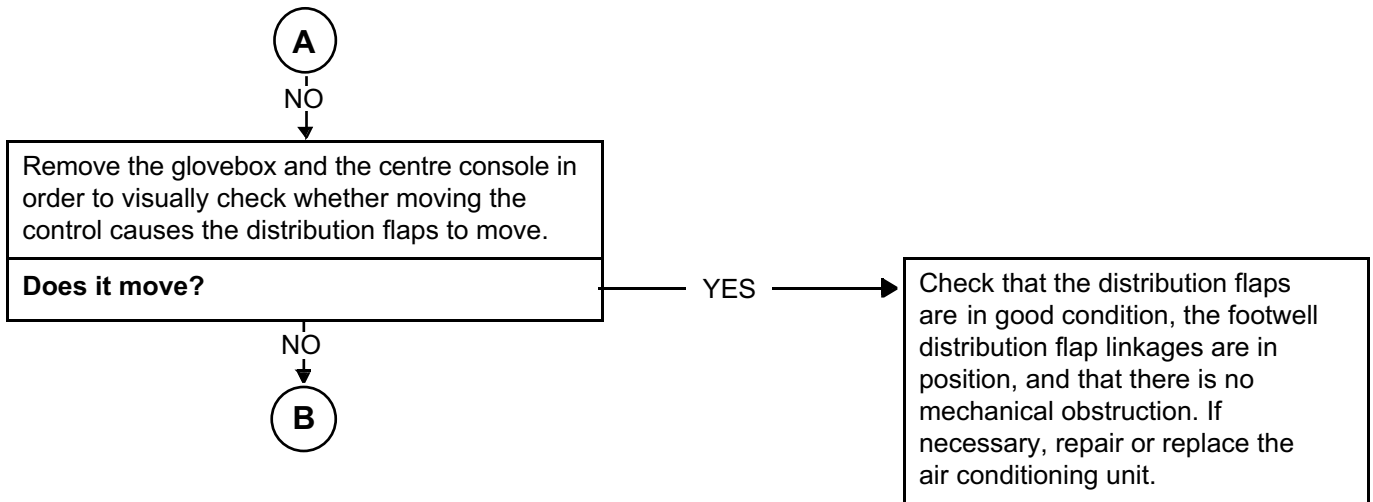 A
NO
Remove the glovebox and the centre console in
order to visually check whether moving the
control causes the distribution flaps to move.
Does it move?
YES
Check that the distribution flaps
are in good condition, the footwell
distribution flap linkages are in
position, and that there is no
mechanical obstruction. If
necessary, repair or replace the
air conditioning unit.
NO
B